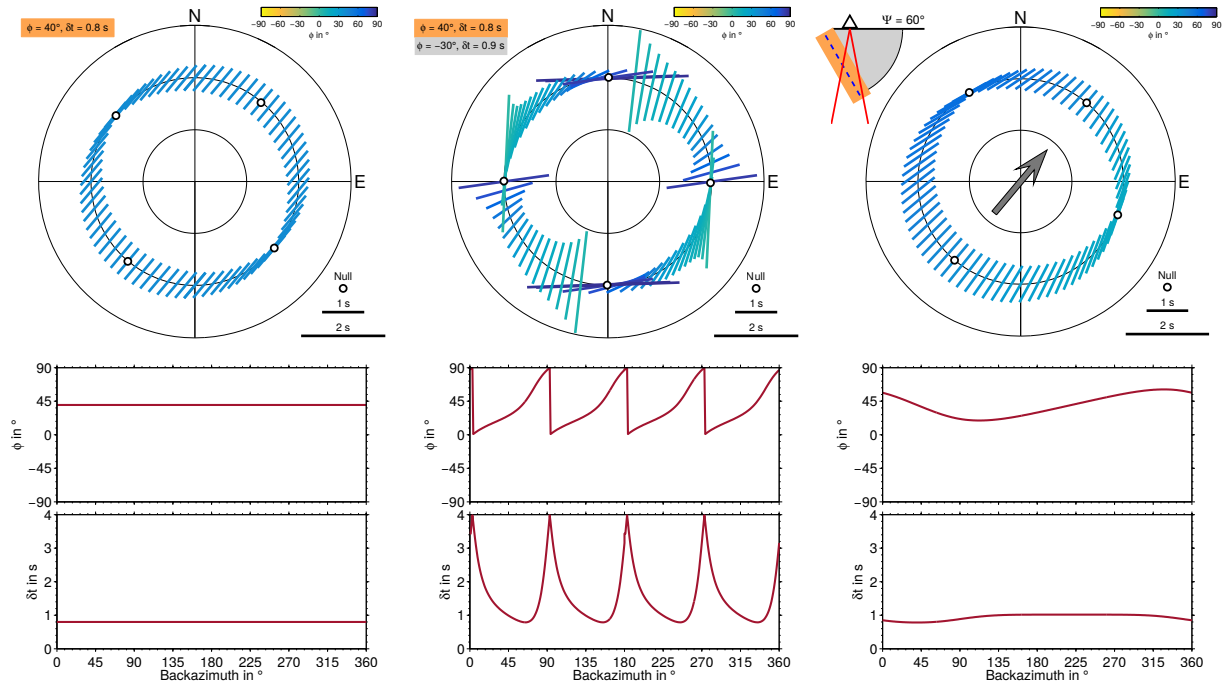 N
−90 −60 −30 0 30 60 90
ϕ in °
ϕ = 40°, δt = 0.8 s
E
Null
1 s
2 s
N
−90 −60 −30 0 30 60 90
ϕ in °
ϕ = 40°, δt = 0.8 s
ϕ = −30°, δt = 0.9 s
E
Null
1 s
2 s
Ψ = 60°
N
−90 −60 −30 0 30 60 90
ϕ in °
E
Null
1 s
2 s
90
45
0
−45
−90
ϕ in °
90
45
0
−45
−90
ϕ in °
90
45
0
−45
−90
ϕ in °
4
3
2
1
0
δt in s
0 45 90 135 180 225 270 315 360
Backazimuth in °
4
3
2
1
0
δt in s
0 45 90 135 180 225 270 315 360
Backazimuth in °
4
3
2
1
0
δt in s
0 45 90 135 180 225 270 315 360
Backazimuth in °